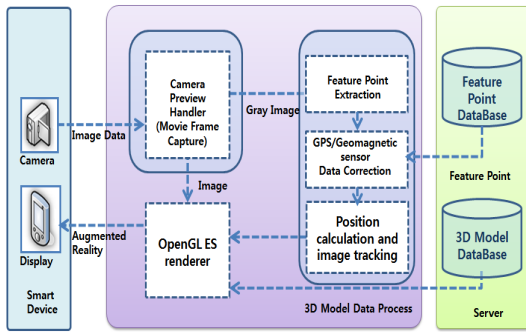 Camera
Display
Smart
Device
Image Data
Augmented
Reality
Camera
Preview
Handler
(Movie Frame
Capture)
Gray Image
Image
OpenGL ES
renderer
Feature Point
Extraction
GPS/Geomagnetic
sensor
Data Correction
Position
calculation and
image tracking
3D Model Data Process
Feature
Point
DataBase
Feature Point
3D Model
DataBase
Server